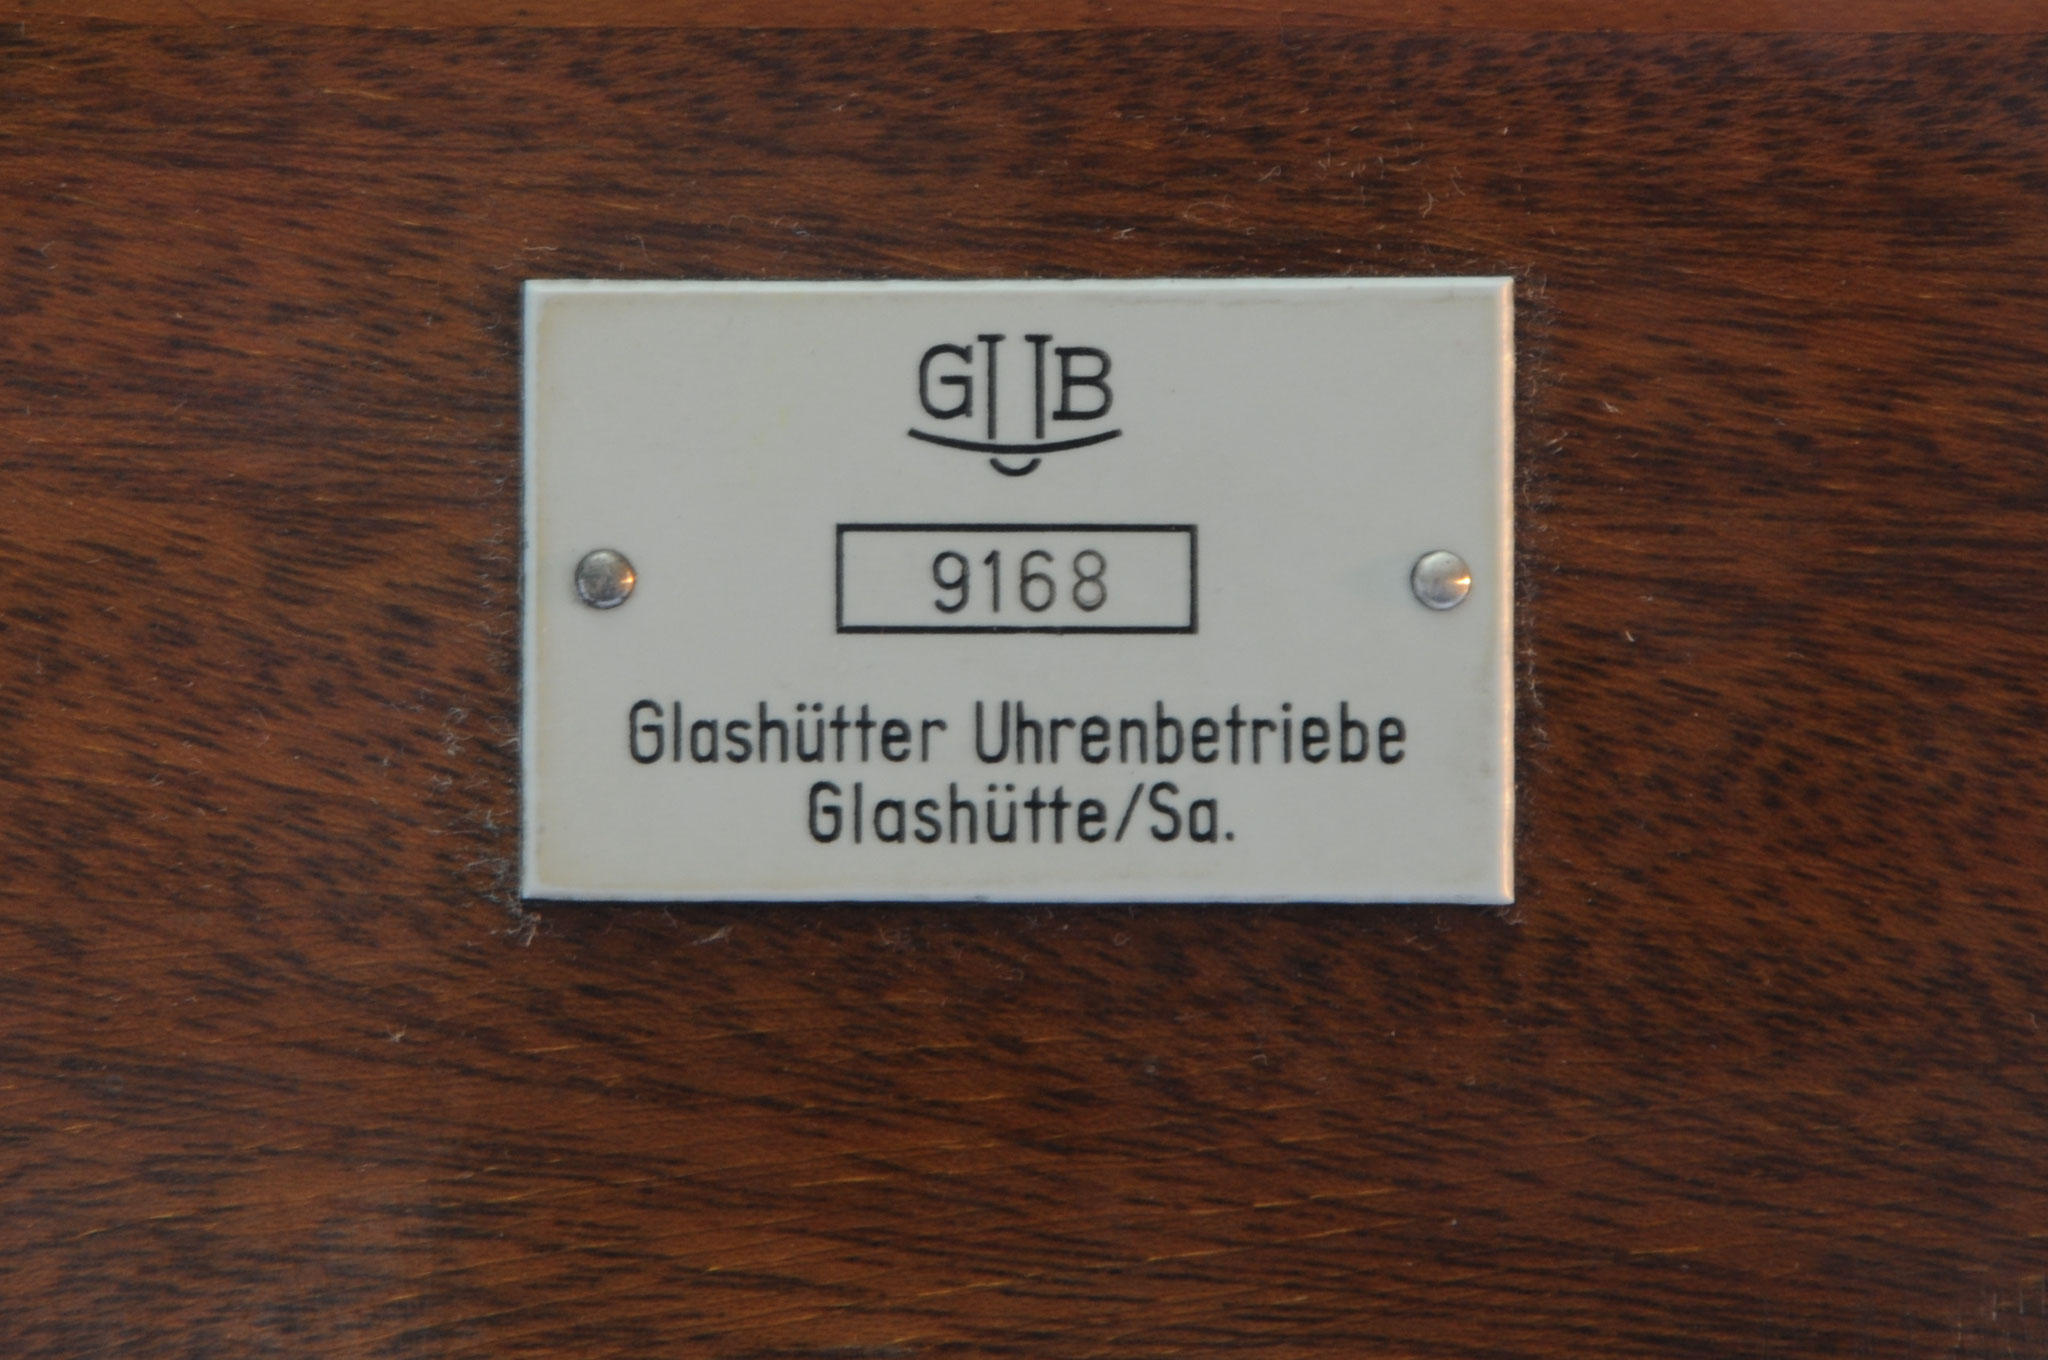 GUB
9168
Glashütter Uhrenbetriebe
Glashütte/Sa.